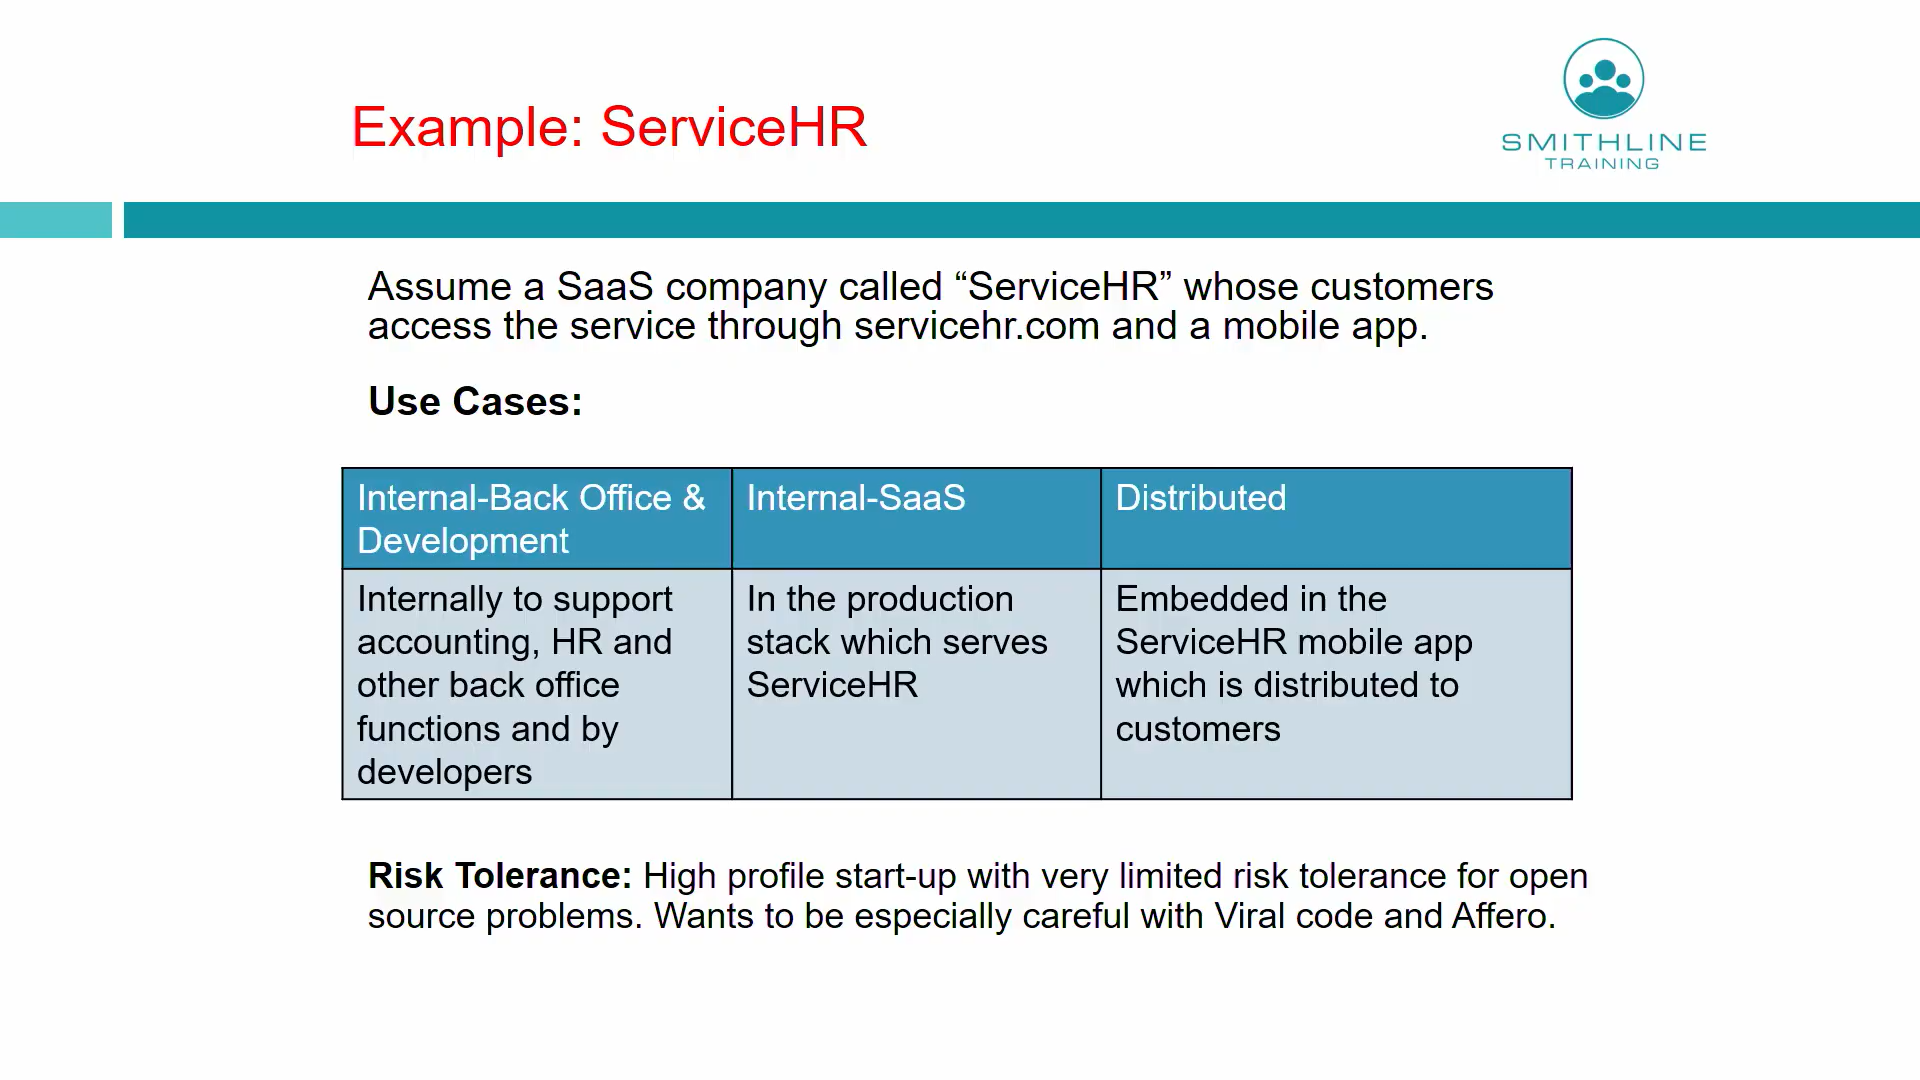 Example: ServiceHR
SMITHLINE
TRAINING
Assume a SaaS company called “ServiceHR” whose customers
access the service through servicehr.com and a mobile app.
Use Cases:
Internal-Back Office &
Development
Internal-SaaS
Distributed
Internally to support
accounting, HR and
other back office
functions and by
developers
In the production
stack which serves
ServiceHR
Embedded in the
ServiceHR mobile app
which is distributed to
customers
Risk Tolerance: High profile start-up with very limited risk tolerance for open
source problems. Wants to be especially careful with Viral code and Affero.